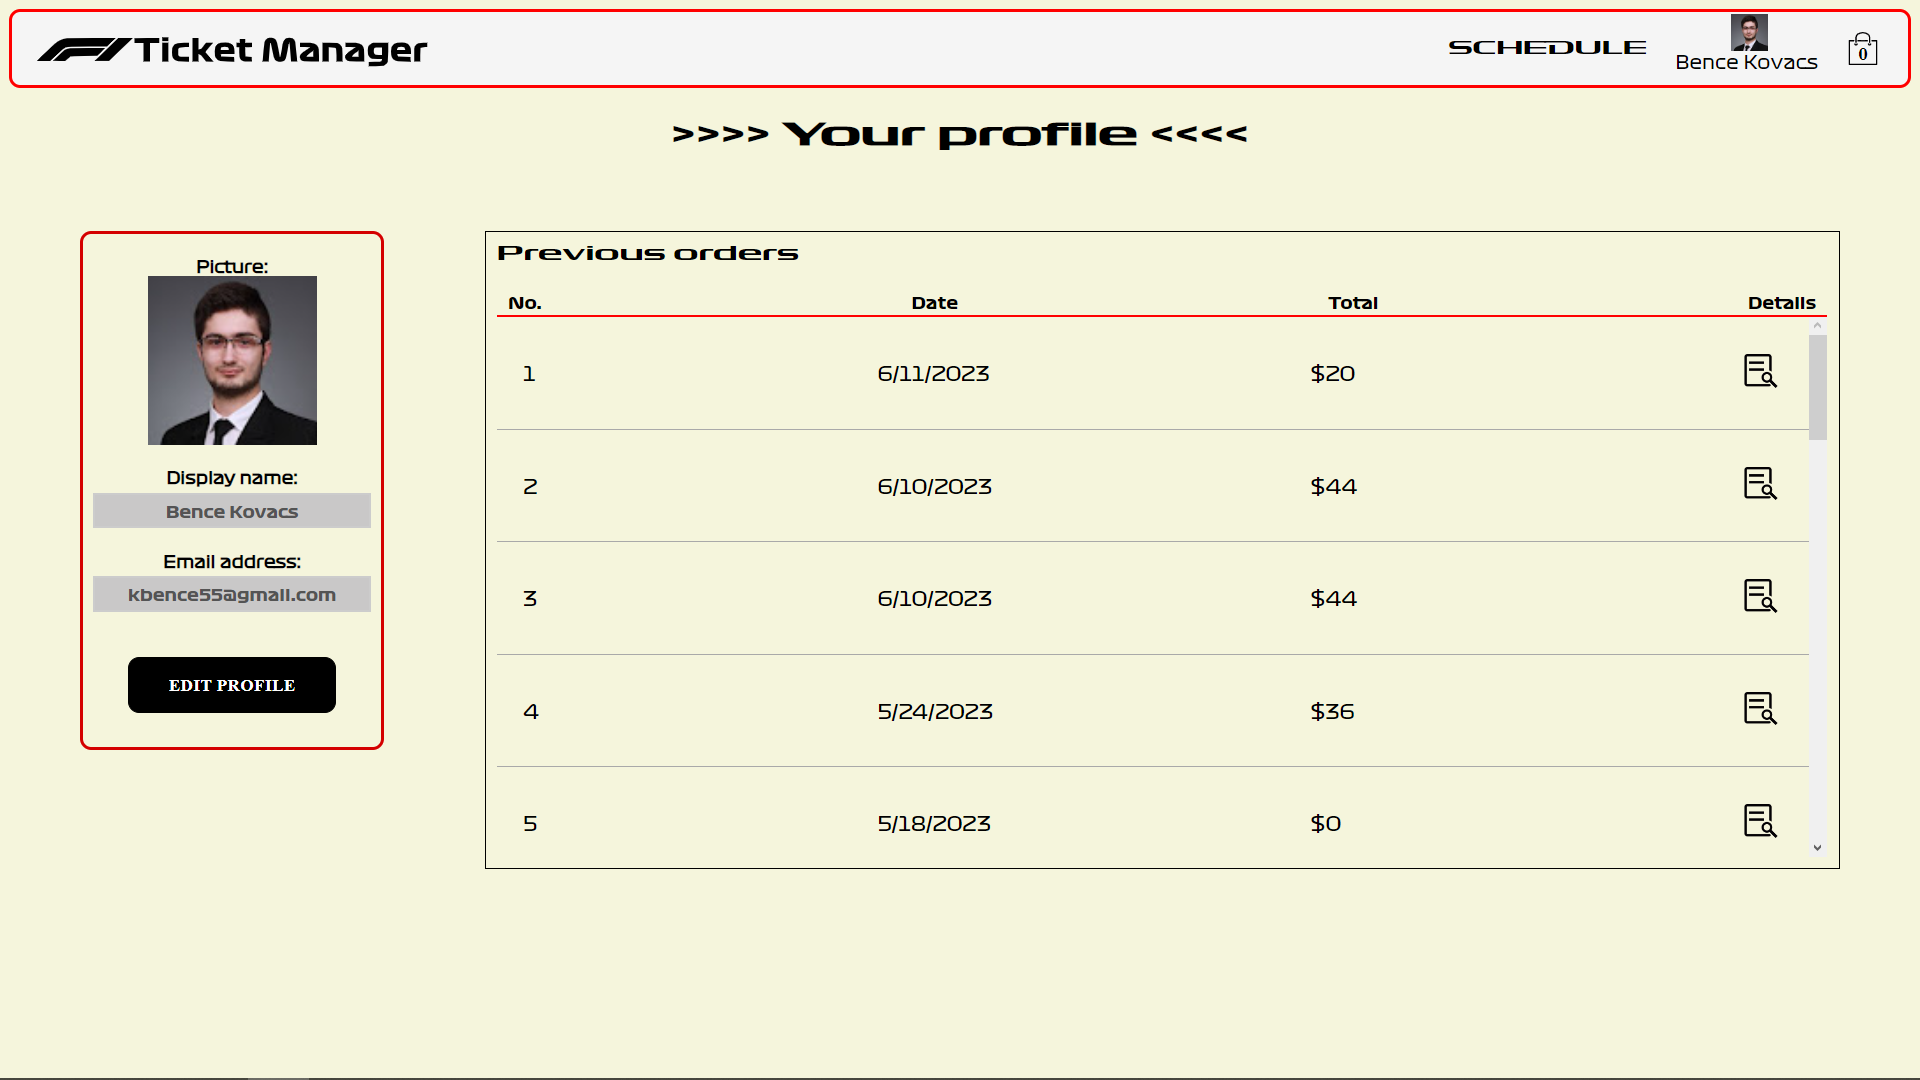 F1 Ticket Manager
SCHEDULE
Bence Kovacs
0
>>>> Your profile <<<<
Picture:
Display name:
Bence Kovacs
Email address:
kbence55@gmail.com
EDIT PROFILE
Previous orders
No. Date Total Details
1 6/11/2023 $20
2 6/10/2023 $44
3 6/10/2023 $44
4 5/24/2023 $36
5 5/18/2023 $0